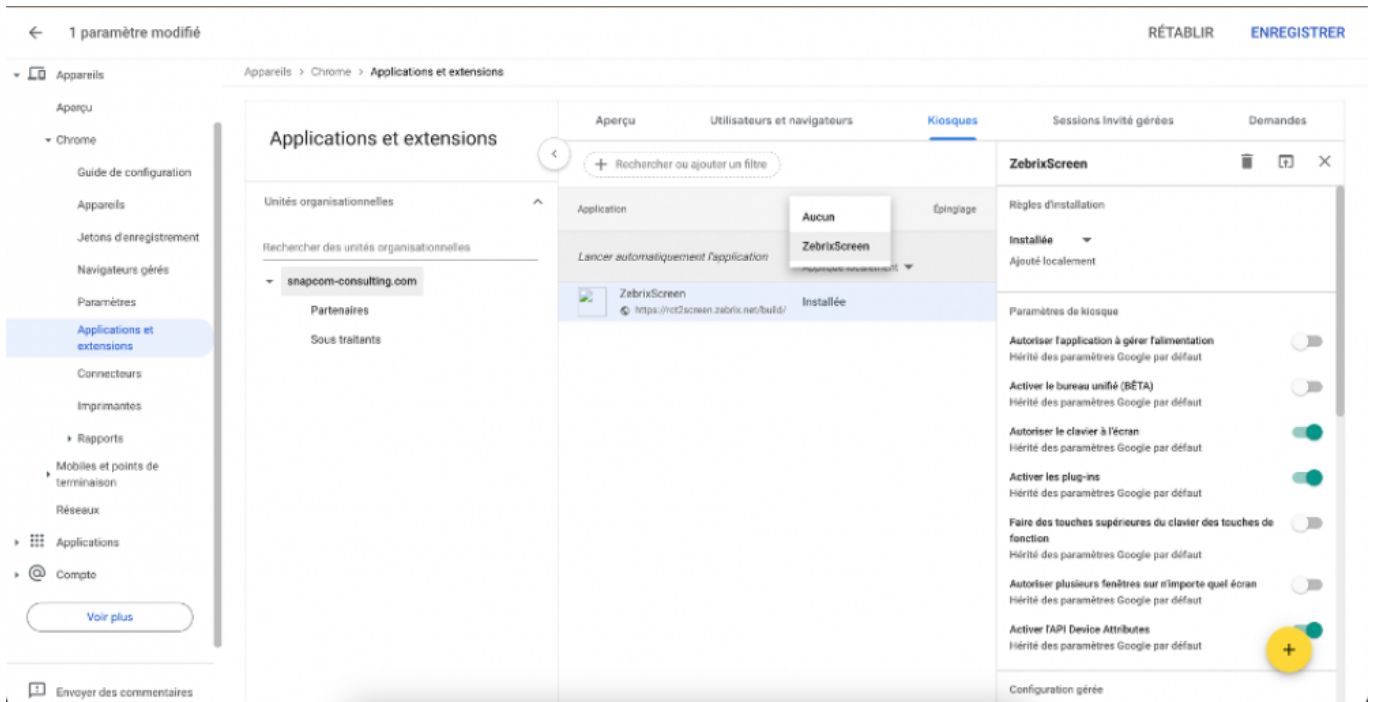 1 paramètre modifié
RÉTABLIR
ENREGISTRER
Appareils
Aperçu
Chrome
Guide de configuration
Appareils
Jetons d'enregistrement
Navigateurs gérés
Paramètres
Applications et
extensions
Connecteurs
Imprimantes
Rapports
Mobiles et points de
terminaison
Réseaux
Applications
Compte
Voir plus
Envoyer des commentaires
Appareils > Chrome > Applications et extensions
Applications et extensions
Unités organisationnelles
Rechercher des unités organisationnelles
snapcom-consulting.com
Partenaires
Sous traitants
Aperçu
Utilisateurs et navigateurs
Kiosques
Sessions Invité gérées
Demandes
+ Rechercher ou ajouter un filtre
Application
Épinglage
Aucun
ZebrixScreen
Lancer automatiquement l'application
Appliqué localement
ZebrixScreen
https://rct2screen.zebrix.net/build/
Installée
ZebrixScreen
Règles d'installation
Installée
Ajouté localement
Paramètres de kiosque
Autoriser l'application à gérer l'alimentation
Hérité des paramètres Google par défaut
Activer le bureau unifié (BÊTA)
Hérité des paramètres Google par défaut
Autoriser le clavier à l'écran
Hérité des paramètres Google par défaut
Activer les plug-ins
Hérité des paramètres Google par défaut
Faire des touches supérieures du clavier des touches de
fonction
Hérité des paramètres Google par défaut
Autoriser plusieurs fenêtres sur n'importe quel écran
Hérité des paramètres Google par défaut
Activer l'API Device Attributes
Hérité des paramètres Google par défaut
Configuration gérée